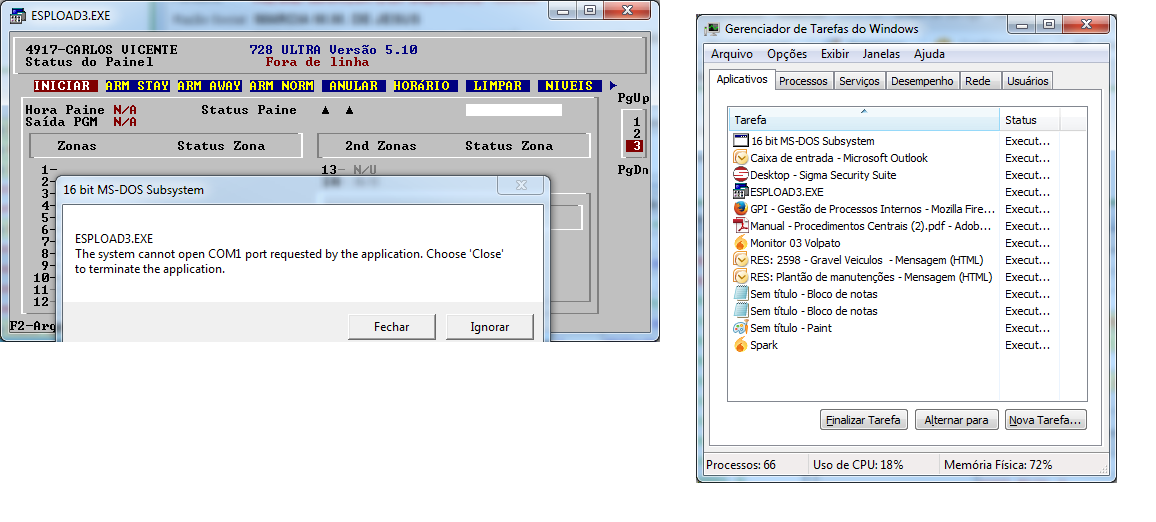 ESPLOAD3.EXE
4917-CARLOS VICENTE 728 ULTRA Versão 5.10
Status do Painel Fora de linha
INICIAR ARM STAY ARM AWAY ARM NORM ANULAR HORÁRIO LIMPAR NIVEIS
PgUp
Hora Paine N/A Status Paine
Saída PGM N/A
1
2
3
PgDn
Zonas Status Zona 2nd Zonas Status Zona
1- 13- N/U
2-
3-
4-
5-
6-
7-
8-
9-
10-
11-
12-
16 bit MS-DOS Subsystem
ESPLOAD3.EXE
The system cannot open COM1 port requested by the application. Choose 'Close'
to terminate the application.
Fechar Ignorar
F2-Arq
Gerenciador de Tarefas do Windows
Arquivo Opções Exibir Janelas Ajuda
Aplicativos Processos Serviços Desempenho Rede Usuários
Tarefa Status
16 bit MS-DOS Subsystem Execut...
Caixa de entrada - Microsoft Outlook Execut...
Desktop - Sigma Security Suite Execut...
ESPLOAD3.EXE Execut...
GPI - Gestão de Processos Internos - Mozilla Fire... Execut...
Manual - Procedimentos Centrais (2).pdf - Adob... Execut...
Monitor 03 Volpato Execut...
RES: 2598 - Gravel Veiculos - Mensagem (HTML) Execut...
RES: Plantão de manutenções - Mensagem (HTML) Execut...
Sem título - Bloco de notas Execut...
Sem título - Bloco de notas Execut...
Sem título - Paint Execut...
Spark Execut...
Finalizar Tarefa Alternar para Nova Tarefa...
Processos: 66 Uso de CPU: 18% Memória Física: 72%